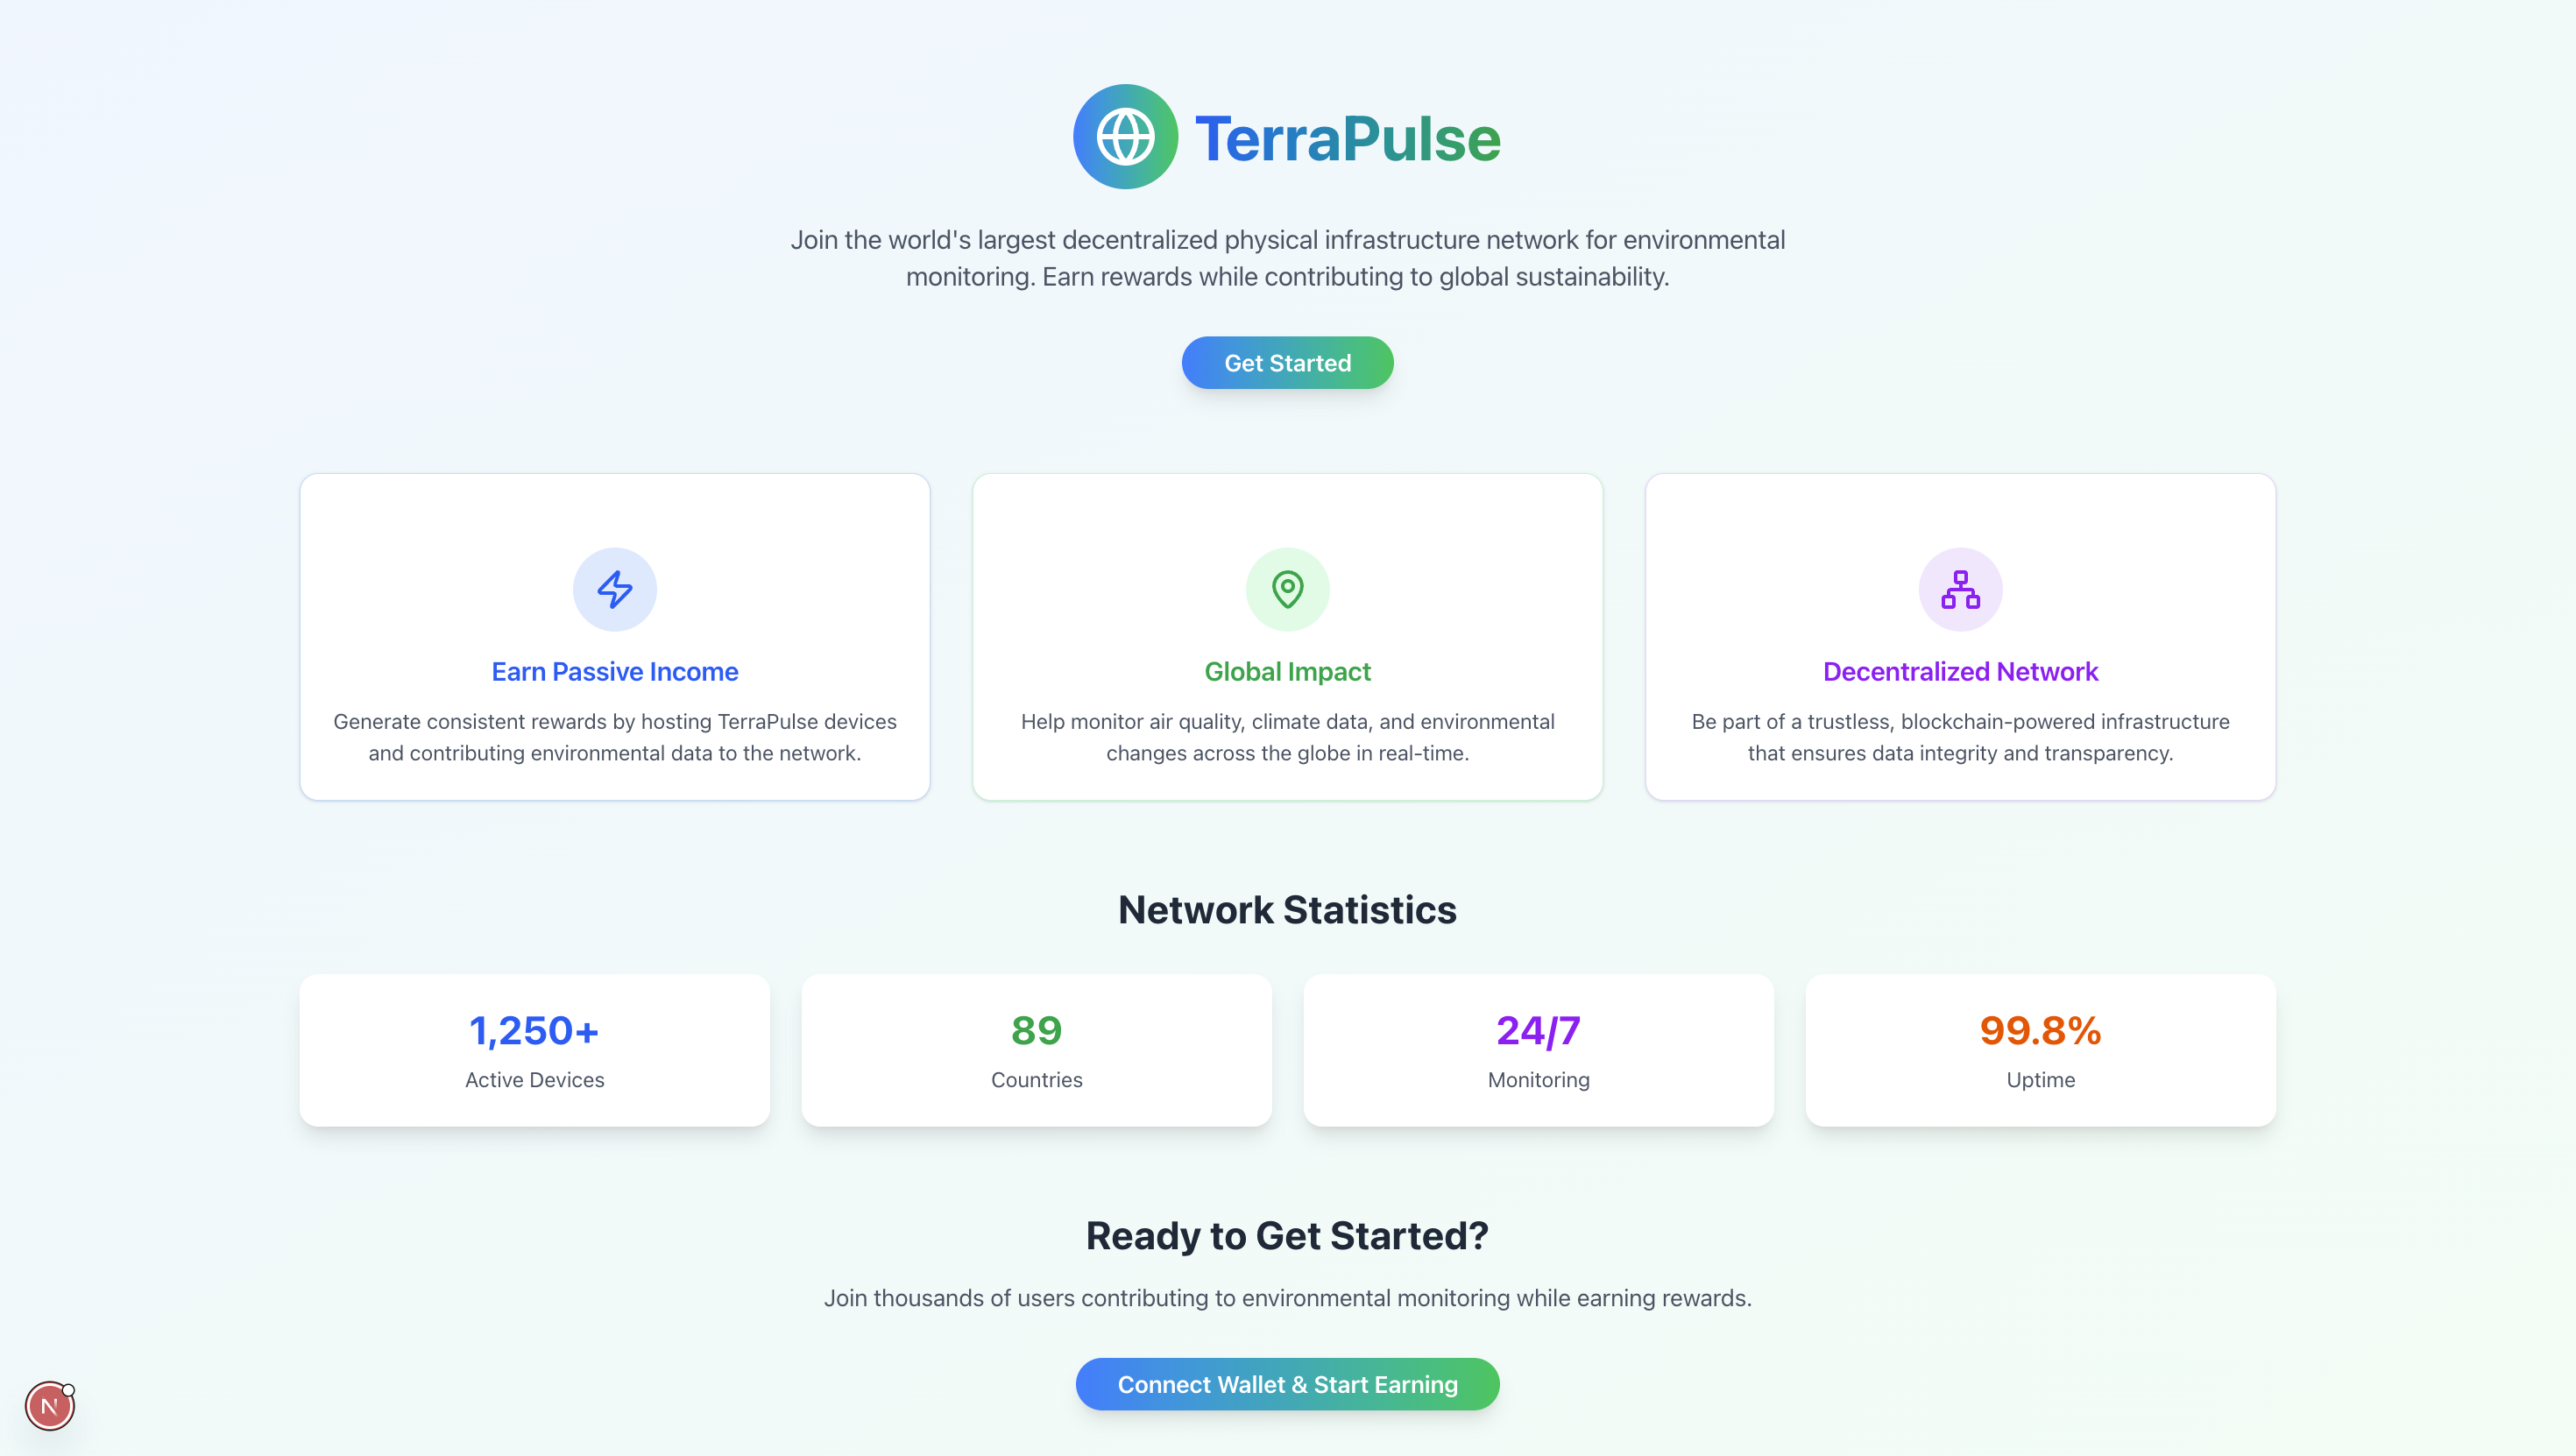 TerraPulse
Join the world's largest decentralized physical infrastructure network for environmental
monitoring. Earn rewards while contributing to global sustainability.
Get Started
Earn Passive Income
Generate consistent rewards by hosting TerraPulse devices
and contributing environmental data to the network.
Global Impact
Help monitor air quality, climate data, and environmental
changes across the globe in real-time.
Decentralized Network
Be part of a trustless, blockchain-powered infrastructure
that ensures data integrity and transparency.
Network Statistics
1,250+
Active Devices
89
Countries
24/7
Monitoring
99.8%
Uptime
Ready to Get Started?
Join thousands of users contributing to environmental monitoring while earning rewards.
Connect Wallet & Start Earning
N